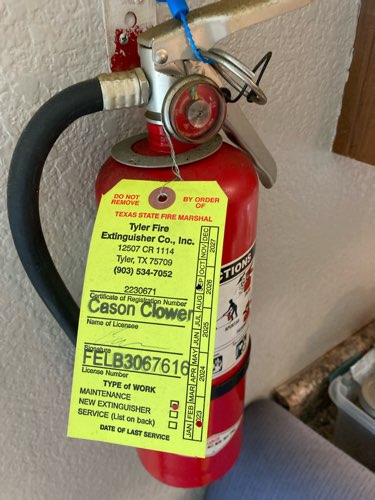 DO NOT REMOVE
BY ORDER OF
TEXAS STATE FIRE MARSHAL
Tyler Fire
Extinguisher Co., Inc.
12507 CR 1114
Tyler, TX 75709
(903) 534-7052
2230671
Certificate of Registration Number
Cason Clower
Name of Licensee
Signature
FELB3067616
License Number
TYPE of WORK
MAINTENANCE
NEW EXTINGUISHER
SERVICE (List on back)
DATE OF LAST SERVICE
JAN FEB MAR APR MAY JUN JUL AUG SEP OCT NOV DEC
2023 2024 2025 2026 2027
CTIONS